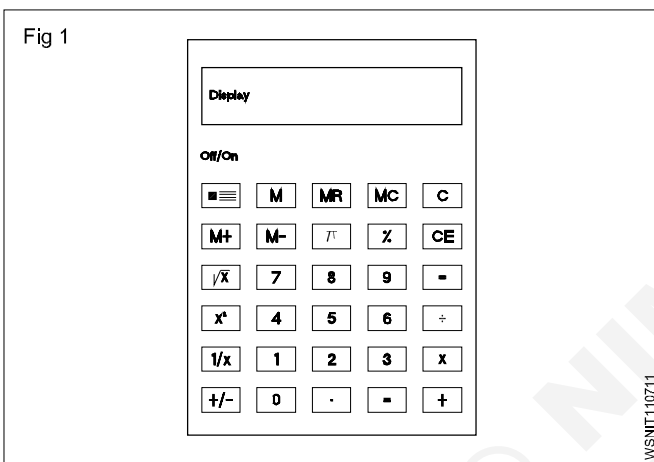 Fig 1
Display
Off/On
M MR MC C
M+ M- π % CE
√x 7 8 9 -
x² 4 5 6 ÷
1/x 1 2 3 x
+/- 0 . = +
WSNIT110711